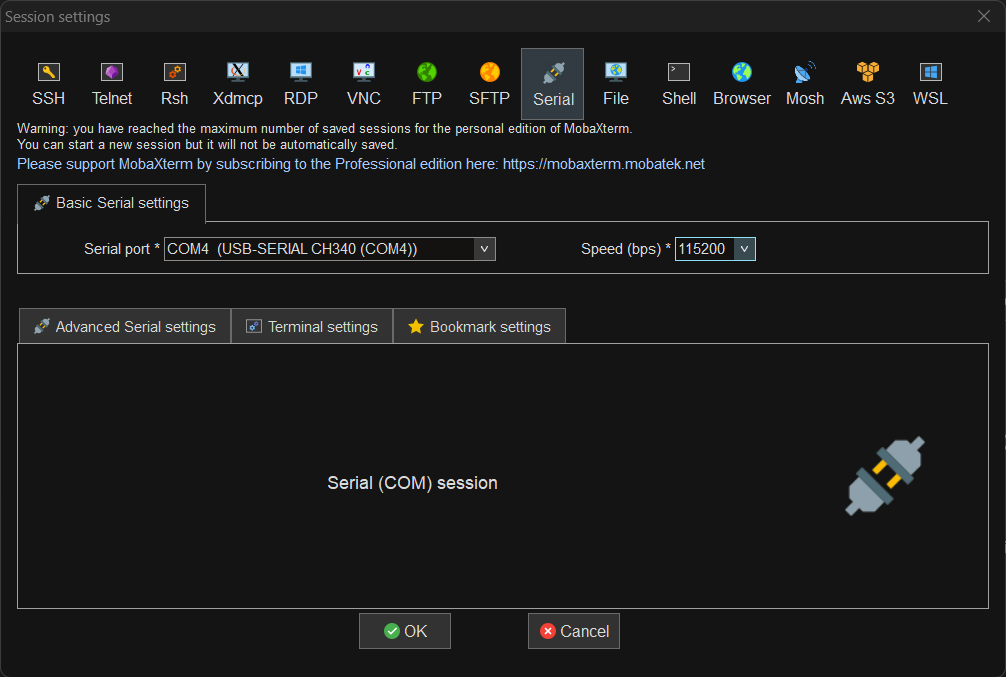 Session settings
SSH Telnet Rsh Xdmcp RDP VNC FTP SFTP Serial File Shell Browser Mosh Aws S3 WSL
Warning: you have reached the maximum number of saved sessions for the personal edition of MobaXterm.
You can start a new session but it will not be automatically saved.
Please support MobaXterm by subscribing to the Professional edition here: https://mobaxterm.mobatek.net
Basic Serial settings
Serial port * COM4 (USB-SERIAL CH340 (COM4)) Speed (bps) * 115200
Advanced Serial settings Terminal settings Bookmark settings
Serial (COM) session
OK Cancel